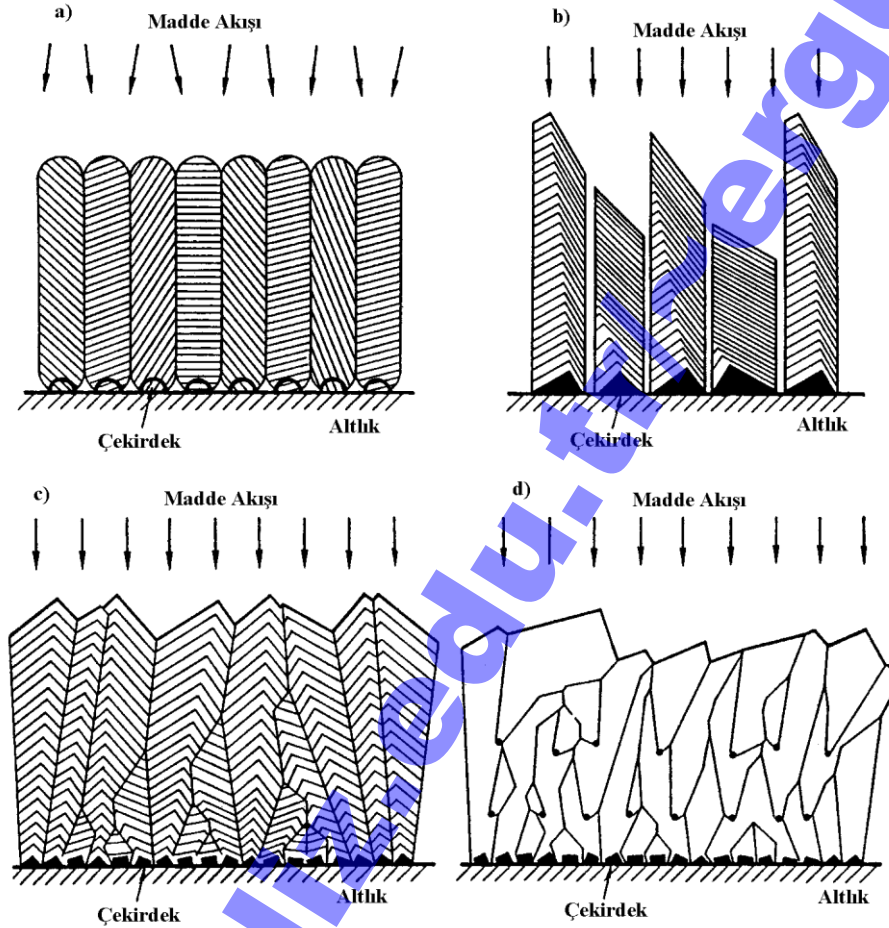 a)
Madde Akışı
Çekirdek
Altlık
b)
Madde Akışı
Çekirdek
Altlık
c)
Madde Akışı
Çekirdek
Altlık
d)
Madde Akışı
Çekirdek
Altlık